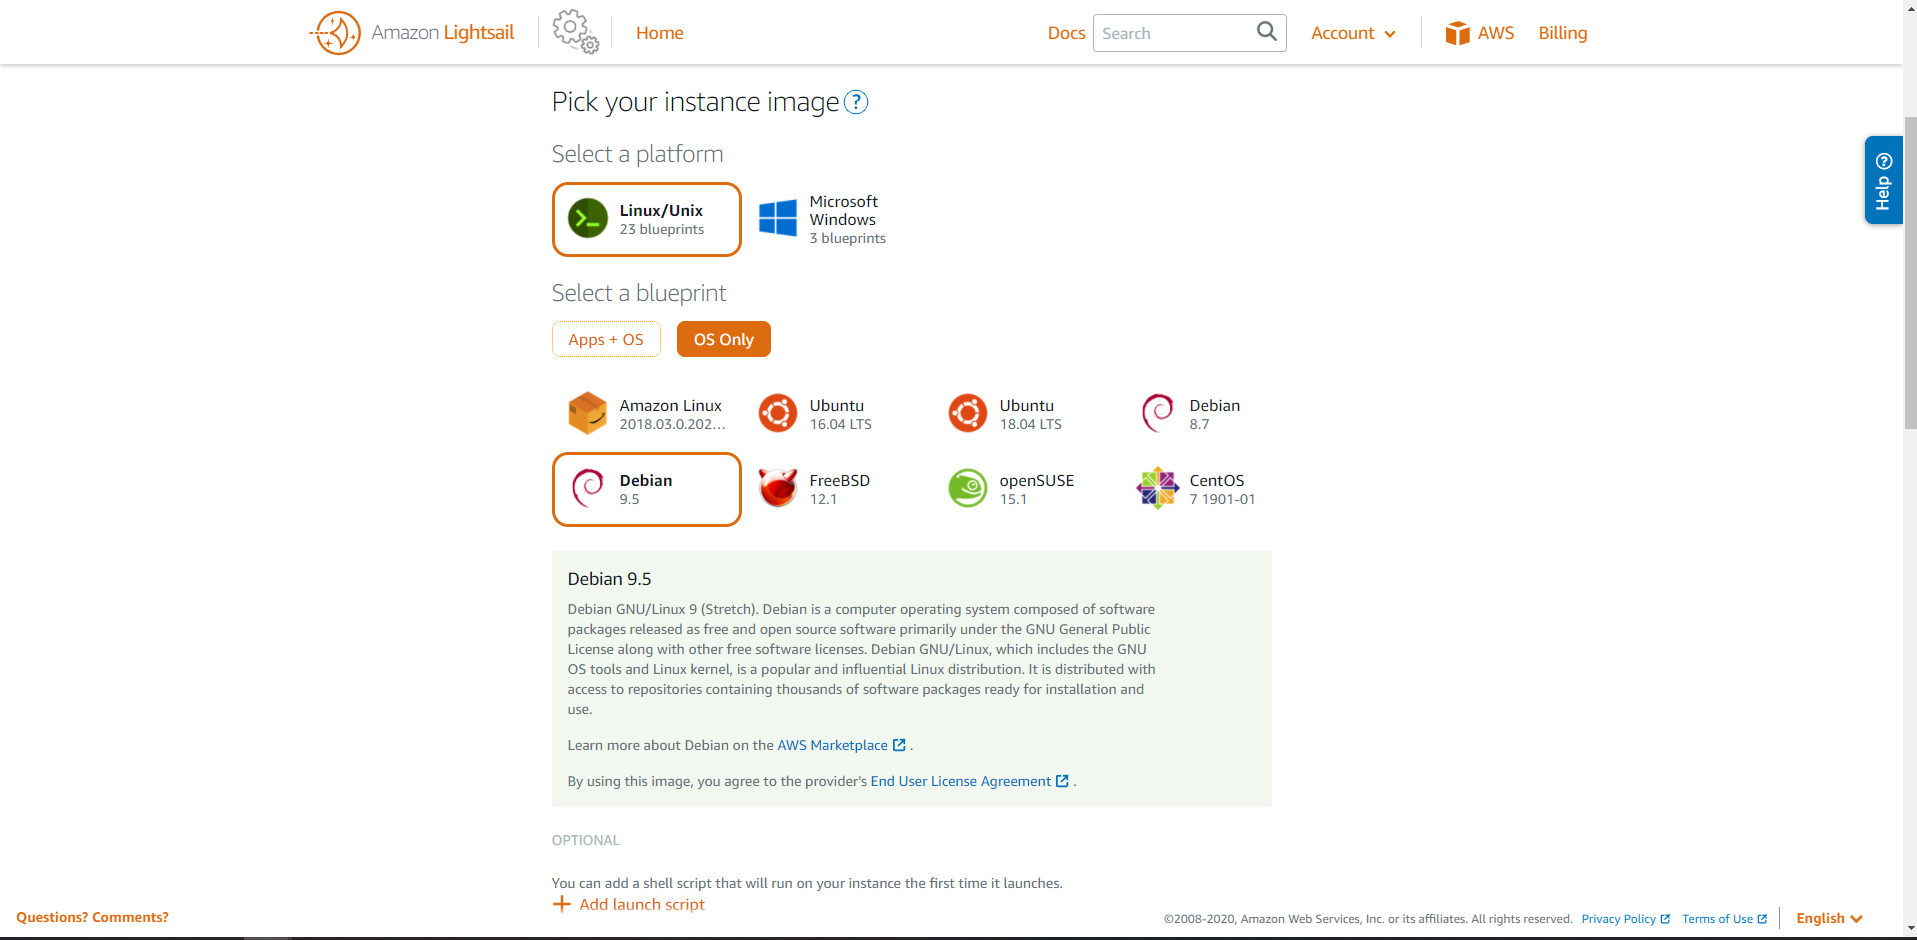 Amazon Lightsail
Home
Docs
Search
Account
AWS
Billing
Pick your instance image ?
Help ?
Select a platform
Linux/Unix
23 blueprints
Microsoft
Windows
3 blueprints
Select a blueprint
Apps + OS
OS Only
Amazon Linux
2018.03.0.202...
Ubuntu
16.04 LTS
Ubuntu
18.04 LTS
Debian
8.7
Debian
9.5
FreeBSD
12.1
openSUSE
15.1
CentOS
7 1901-01
Debian 9.5
Debian GNU/Linux 9 (Stretch). Debian is a computer operating system composed of software
packages released as free and open source software primarily under the GNU General Public
License along with other free software licenses. Debian GNU/Linux, which includes the GNU
OS tools and Linux kernel, is a popular and influential Linux distribution. It is distributed with
access to repositories containing thousands of software packages ready for installation and
use.
Learn more about Debian on the AWS Marketplace .
By using this image, you agree to the provider's End User License Agreement .
OPTIONAL
You can add a shell script that will run on your instance the first time it launches.
+ Add launch script
Questions? Comments?
©2008-2020, Amazon Web Services, Inc. or its affiliates. All rights reserved.
Privacy Policy
Terms of Use
English